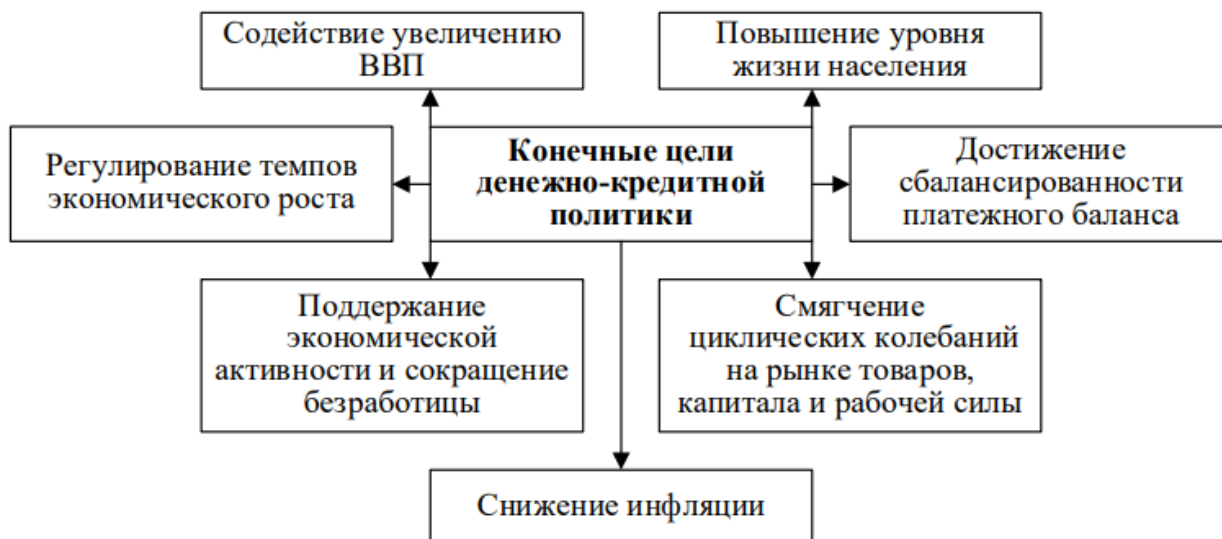 Содействие увеличению
ВВП
Повышение уровня
жизни населения
Регулирование темпов
экономического роста
Конечные цели
денежно-кредитной
политики
Достижение
сбалансированности
платежного баланса
Поддержание
экономической
активности и сокращение
безработицы
Смягчение
циклических колебаний
на рынке товаров,
капитала и рабочей силы
Снижение инфляции